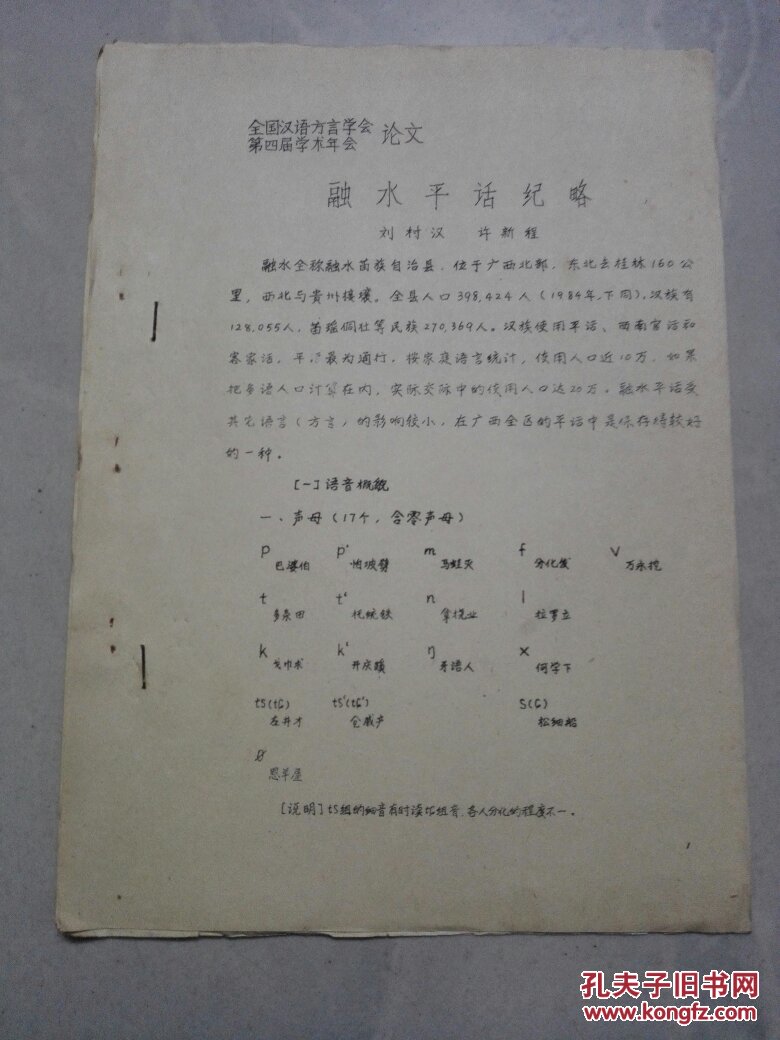 全国汉语方言学会
第四届学术年会 论文
融水平话纪略
刘村汉 许新程
融水全称融水苗族自治县,位于广西北部,东北去桂林150公
里,西北与贵州接壤。全县人口398,424人(1984年,下同),汉族有
128,055人,苗瑶侗壮等民族270,369人。汉族使用平话、西南官话和
客家话,平话最为通行,按家庭语言统计,使用人口近10万,如果
把多语人口计算在内,实际交际中的使用人口达20万。融水平话受
其它语言(方言)的影响较小,在广西全区的平话中是保存得较好
的一种。
[一]语音概貌
一、声母(17个,含零声母)
p 巴婆伯 p‘ 怕坡劈 m 马蛙灭 f 分化发 v 万永挖
t 多条田 t‘ 托统铁 n 拿挠业 l 拉罗立
k 戈巾求 k‘ 开庆 ŋ 牙语人 x 何学下
ts(tɕ) 左井才 ts‘(tɕ‘) 仓戚产 s(ɕ) 松细船
ø 恩羊屋
[说明]ts组的细音有时读tɕ组音,各人分化的程度不一。
1
孔夫子旧书网
kongfz.com